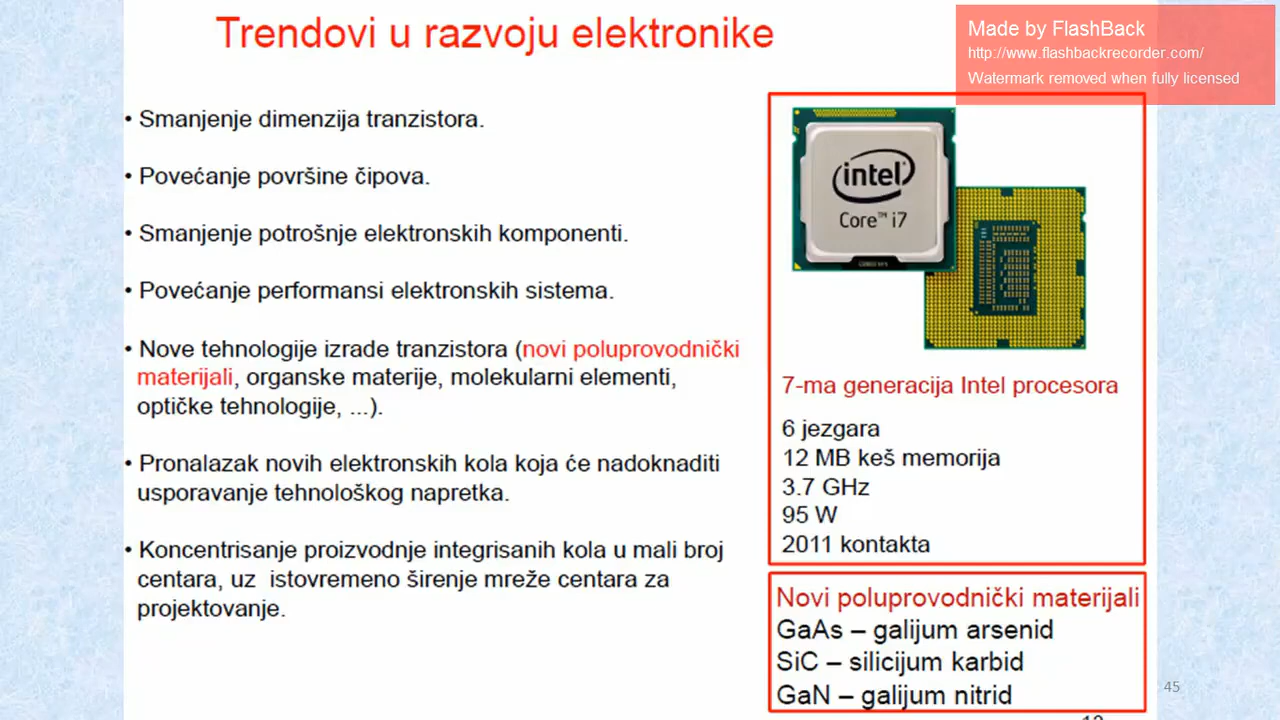 Trendovi u razvoju elektronike
Made by FlashBack
http://www.flashbackrecorder.com/
Watermark removed when fully licensed
• Smanjenje dimenzija tranzistora.
• Povećanje površine čipova.
• Smanjenje potrošnje elektronskih komponenti.
• Povećanje performansi elektronskih sistema.
• Nove tehnologije izrade tranzistora (novi poluprovodnički
materijali, organske materije, molekularni elementi,
optičke tehnologije, ...).
• Pronalazak novih elektronskih kola koja će nadoknaditi
usporavanje tehnološkog napretka.
• Koncentrisanje proizvodnje integrisanih kola u mali broj
centara, uz istovremeno širenje mreže centara za
projektovanje.
intel
Core™ i7
7-ma generacija Intel procesora
6 jezgara
12 MB keš memorija
3.7 GHz
95 W
2011 kontakta
Novi poluprovodnički materijali
GaAs – galijum arsenid
SiC – silicijum karbid
GaN – galijum nitrid
45